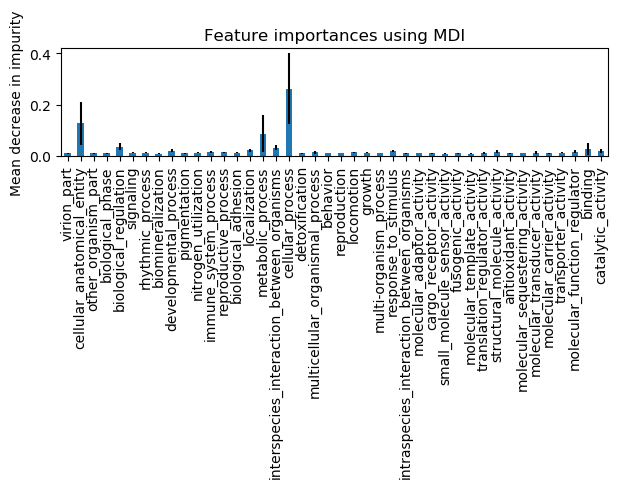 Feature importances using MDI
Mean decrease in impurity
0.4
0.2
0.0
virion_part
cellular_anatomical_entity
other_organism_part
biological_phase
biological_regulation
signaling
rhythmic_process
biomineralization
developmental_process
pigmentation
nitrogen_utilization
immune_system_process
reproductive_process
biological_adhesion
localization
metabolic_process
interspecies_interaction_between_organisms
cellular_process
detoxification
multicellular_organismal_process
behavior
reproduction
locomotion
growth
multi-organism_process
response_to_stimulus
intraspecies_interaction_between_organisms
molecular_adaptor_activity
cargo_receptor_activity
small_molecule_sensor_activity
fusogenic_activity
molecular_template_activity
translation_regulator_activity
structural_molecule_activity
antioxidant_activity
molecular_sequestering_activity
molecular_transducer_activity
molecular_carrier_activity
transporter_activity
molecular_function_regulator
binding
catalytic_activity